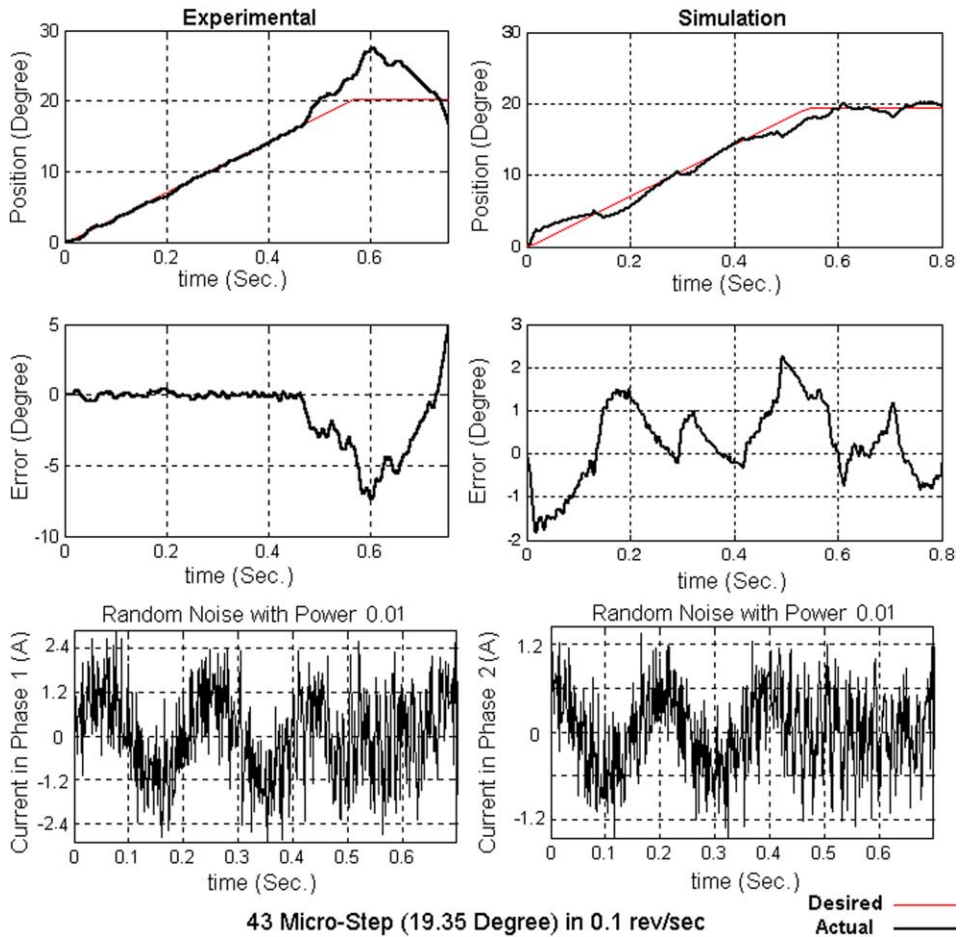 Experimental
Simulation
30
20
10
0
Position (Degree)
0 0.2 0.4 0.6
time (Sec.)
30
20
10
0
Position (Degree)
0 0.2 0.4 0.6 0.8
time (Sec.)
5
0
-5
-10
Error (Degree)
0 0.2 0.4 0.6
time (Sec.)
3
2
1
0
-1
-2
Error (Degree)
0 0.2 0.4 0.6 0.8
time (Sec.)
Random Noise with Power 0.01
2.4
1.2
0
-1.2
-2.4
Current in Phase 1 (A)
0 0.1 0.2 0.3 0.4 0.5 0.6
time (Sec.)
Random Noise with Power 0.01
1.2
0
-1.2
Current in Phase 2 (A)
0 0.1 0.2 0.3 0.4 0.5 0.6
time (Sec.)
43 Micro-Step (19.35 Degree) in 0.1 rev/sec
Desired
Actual